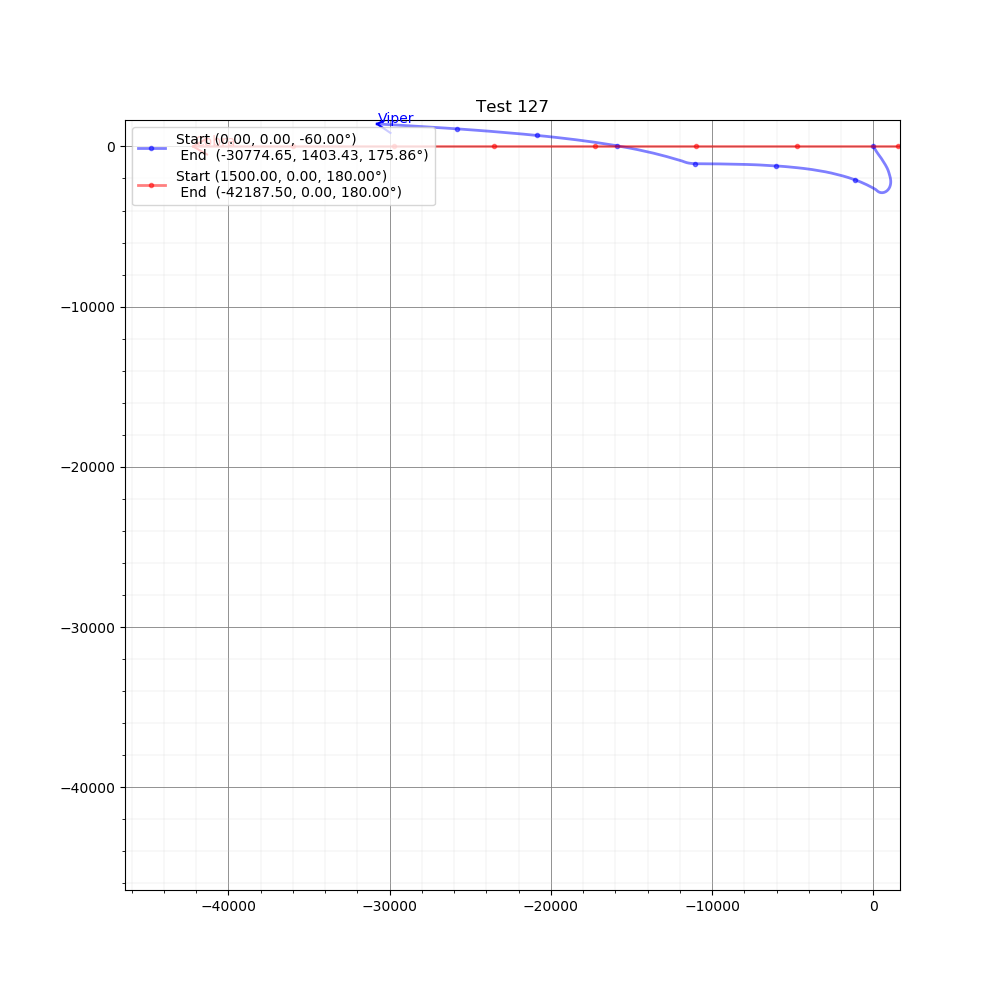 Test 127
Viper
Start (0.00, 0.00, -60.00°)
End (-30774.65, 1403.43, 175.86°)
Start (1500.00, 0.00, 180.00°)
End (-42187.50, 0.00, 180.00°)
0
−10000
−20000
−30000
−40000
−40000 −30000 −20000 −10000 0